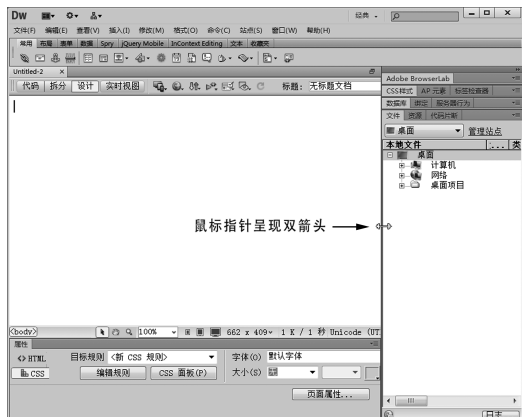 Dw 经典
文件(F) 编辑(E) 查看(V) 插入(I) 修改(M) 格式(O) 命令(C) 站点(S) 窗口(W) 帮助(H)
常用 布局 表单 数据 Spry jQuery Mobile InContext Editing 文本 收藏夹
Untitled-2 ×
代码 拆分 设计 实时视图 标题: 无标题文档
Adobe BrowserLab
CSS样式 AP 元素 标签检查器
数据库 绑定 服务器行为
文件 资源 代码片断
桌面 管理站点
本地文件 类
桌面
计算机
网络
桌面项目
鼠标指针呈现双箭头
<body> 100% 662 x 409 1 K / 1 秒 Unicode (UT
属性
<> HTML 目标规则 <新 CSS 规则> 字体(O) 默认字体
CSS 编辑规则 CSS 面板(P) 大小(S)
页面属性...
日志